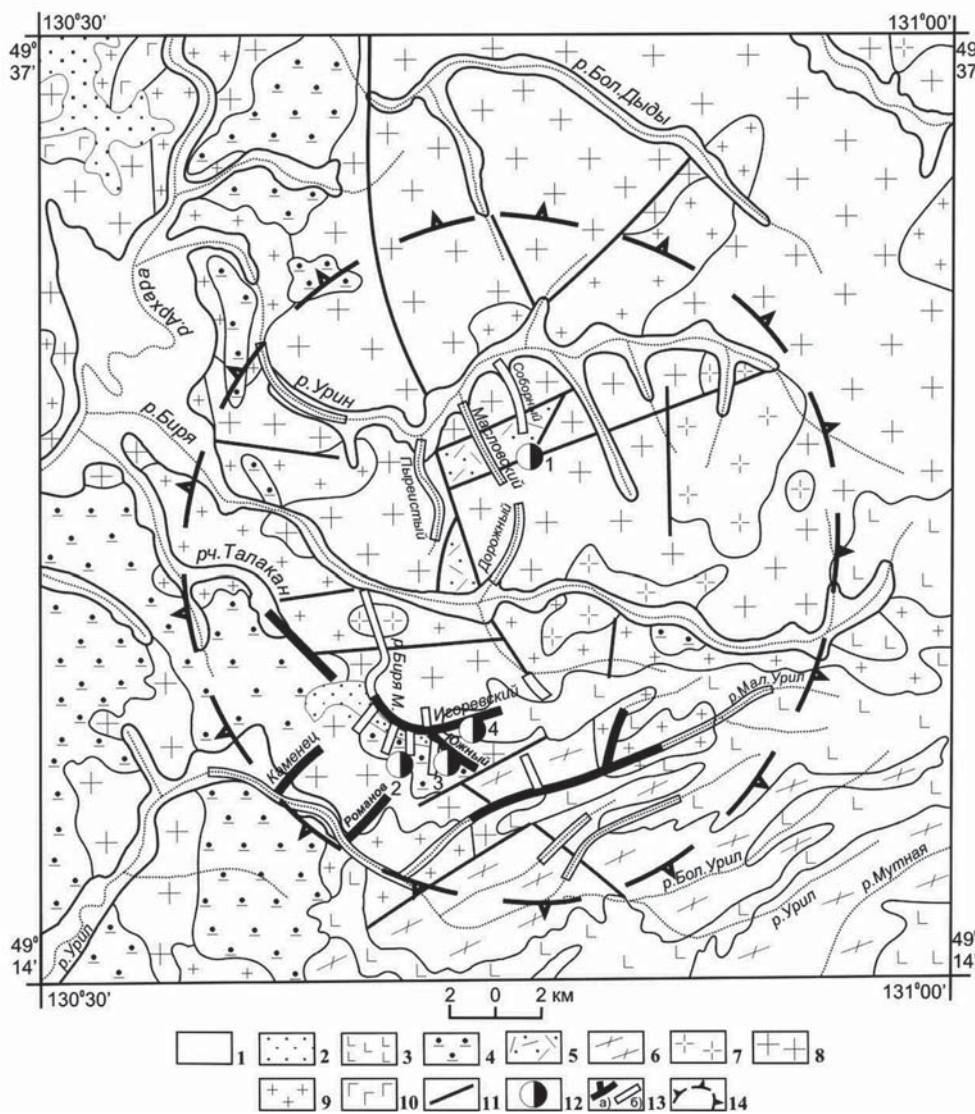 130°30'
131°00'
49°
37'
49°
37'
р.Бол.Дыды
р.Архара
р.Урин
р.Биря
Соборный
Масловский
1
Пыреистый
Дорожный
рч.Талакан
р.Биря М.
Игоревский
4
р.Мал.Урил
Южный
Каменец
2
3
Романов
р.Бол.Урил
р.Мутная
р.Урил
р.Урил
49°
14'
49°
14'
130°30'
131°00'
2 0 2 км
1 2 3 4 5 6 7 8
9 10 11 12 а) б) 13 14